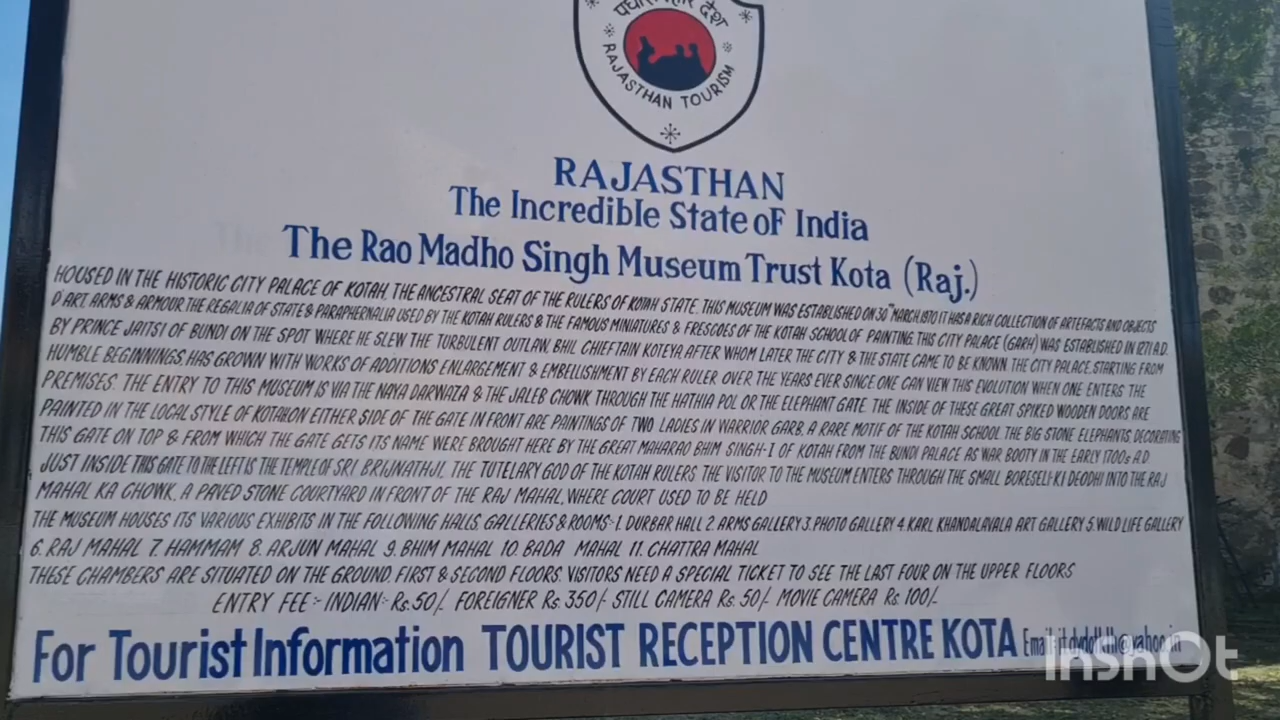 पधारो म्हारे देश
RAJASTHAN TOURISM
RAJASTHAN
The Incredible State of India
The Rao Madho Singh Museum Trust Kota (Raj.)
HOUSED IN THE HISTORIC CITY PALACE OF KOTAH, THE ANCESTRAL SEAT OF THE RULERS OF KOTAH STATE. THIS MUSEUM WAS ESTABLISHED ON 30TH MARCH, 1970 IT HAS A RICH COLLECTION OF ARTEFACTS AND OBJECTS
D'ART, ARMS & ARMOUR, THE REGALIA OF STATE & PARAPHERNALIA USED BY THE KOTAH RULERS & THE FAMOUS MINIATURES & FRESCOES OF THE KOTAH SCHOOL OF PAINTING. THIS CITY PALACE (GARH) WAS ESTABLISHED IN 1271 A.D.
BY PRINCE JAITSI OF BUNDI ON THE SPOT WHERE HE SLEW THE TURBULENT OUTLAW, BHIL CHIEFTAIN KOTEYA, AFTER WHOM LATER THE CITY & THE STATE CAME TO BE KNOWN. THE CITY PALACE, STARTING FROM
HUMBLE BEGINNINGS, HAS GROWN WITH WORKS OF ADDITIONS ENLARGEMENT & EMBELLISHMENT BY EACH RULER OVER THE YEARS EVER SINCE ONE CAN VIEW THIS EVOLUTION WHEN ONE ENTERS THE
PREMISES. THE ENTRY TO THIS MUSEUM IS VIA THE NAYA DARWAZA & THE JALEB CHOWK THROUGH THE HATHIA POL OR THE ELEPHANT GATE. THE INSIDE OF THESE GREAT SPIKED WOODEN DOORS ARE
PAINTED IN THE LOCAL STYLE OF KOTAH.ON EITHER SIDE OF THE GATE IN FRONT ARE PAINTINGS OF TWO LADIES IN WARRIOR GARB, A RARE MOTIF OF THE KOTAH SCHOOL. THE BIG STONE ELEPHANTS, DECORATING
THIS GATE ON TOP & FROM WHICH THE GATE GETS ITS NAME WERE BROUGHT HERE BY THE GREAT MAHARAO BHIM SINGH-I OF KOTAH FROM THE BUNDI PALACE AS WAR BOOTY IN THE EARLY 1700s A.D
JUST INSIDE THIS GATE TO THE LEFT IS THE TEMPLE OF SRI BRIJNATHJI, THE TUTELARY GOD OF THE KOTAH RULERS. THE VISITOR TO THE MUSEUM ENTERS THROUGH THE SMALL BORESELI-KI DEODHI INTO THE RAJ
MAHAL KA CHOWK, A PAVED STONE COURTYARD IN FRONT OF THE RAJ MAHAL, WHERE COURT USED TO BE HELD
THE MUSEUM HOUSES ITS VARIOUS EXHIBITS IN THE FOLLOWING HALLS, GALLERIES & ROOMS:- 1. DURBAR HALL 2. ARMS GALLERY 3. PHOTO GALLERY 4. KARL KHANDALAVALA ART GALLERY 5. WILD LIFE GALLERY
6. RAJ MAHAL 7. HAMMAM 8. ARJUN MAHAL 9. BHIM MAHAL 10. BADA MAHAL 11. CHATTRA MAHAL
THESE CHAMBERS ARE SITUATED ON THE GROUND, FIRST & SECOND FLOORS. VISITORS NEED A SPECIAL TICKET TO SEE THE LAST FOUR ON THE UPPER FLOORS
ENTRY FEE:- INDIAN:- Rs. 50/- FOREIGNER Rs. 350/- STILL CAMERA Rs. 50/- MOVIE CAMERA Rs. 100/-
For Tourist Information TOURIST RECEPTION CENTRE KOTA Email:
InShOt